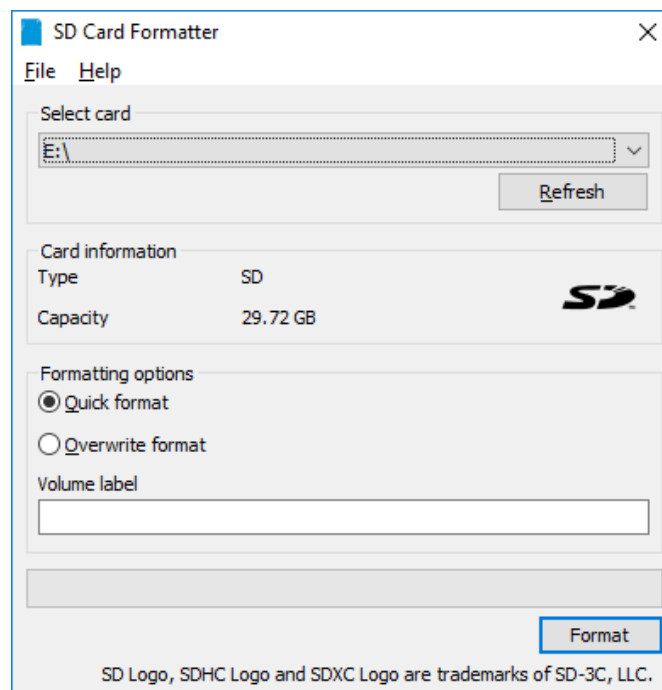 SD Card Formatter
File Help
Select card
E:\
Refresh
Card information
Type SD
Capacity 29.72 GB
SD
Formatting options
Quick format
Overwrite format
Volume label
Format
SD Logo, SDHC Logo and SDXC Logo are trademarks of SD-3C, LLC.